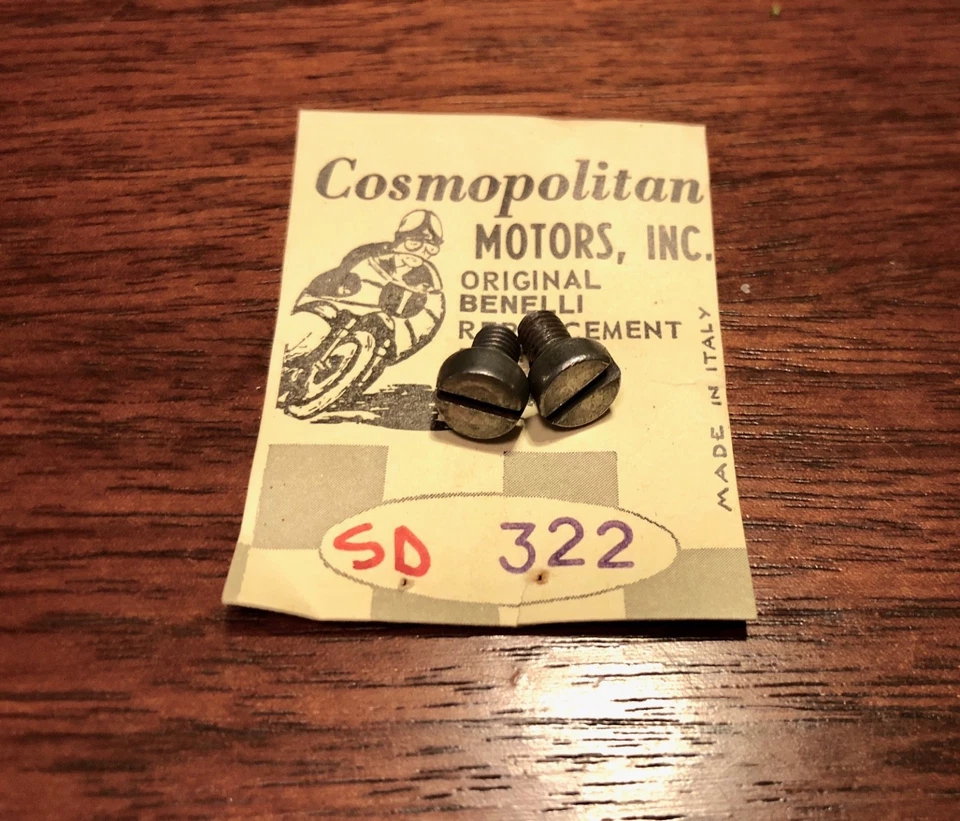 Cosmopolitan
MOTORS, INC.
ORIGINAL
BENELLI
REPLACEMENT
MADE IN ITALY
SD 322